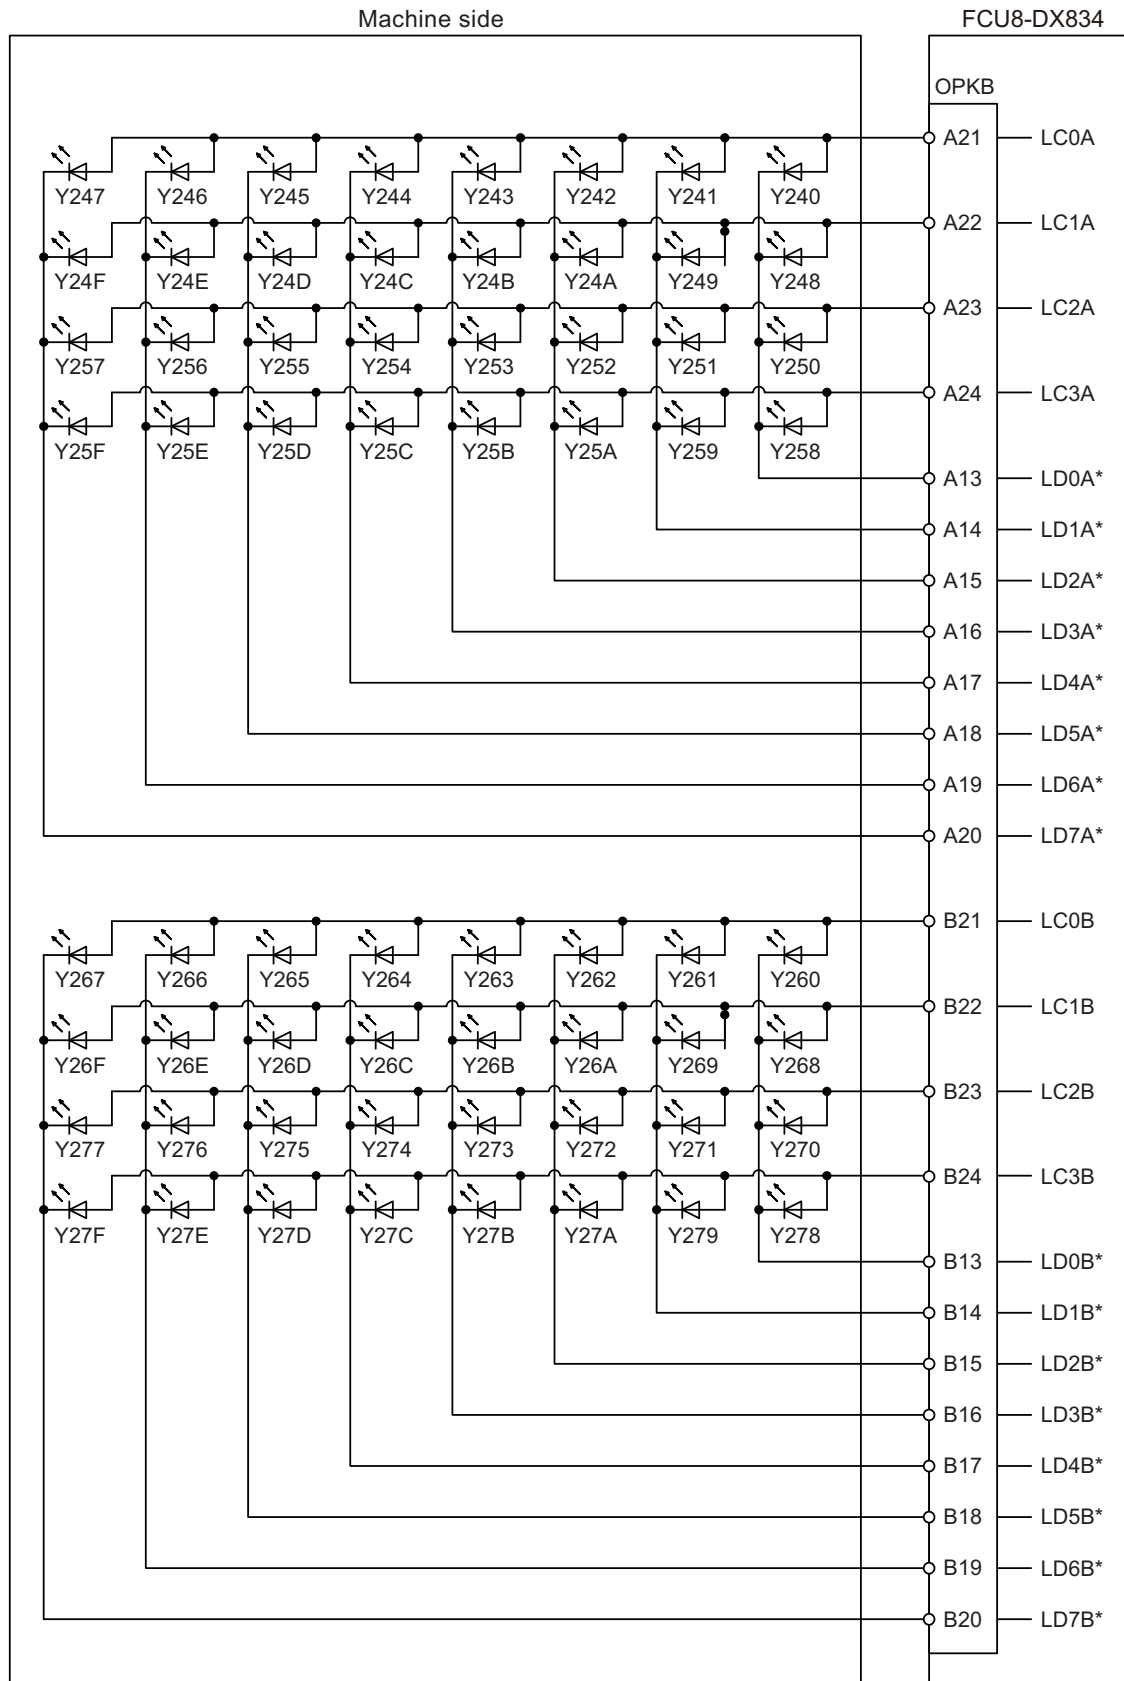 Machine side FCU8-DX834
OPKB
A21 LC0A
Y247 Y246 Y245 Y244 Y243 Y242 Y241 Y240
A22 LC1A
Y24F Y24E Y24D Y24C Y24B Y24A Y249 Y248
A23 LC2A
Y257 Y256 Y255 Y254 Y253 Y252 Y251 Y250
A24 LC3A
Y25F Y25E Y25D Y25C Y25B Y25A Y259 Y258
A13 LD0A*
A14 LD1A*
A15 LD2A*
A16 LD3A*
A17 LD4A*
A18 LD5A*
A19 LD6A*
A20 LD7A*
B21 LC0B
Y267 Y266 Y265 Y264 Y263 Y262 Y261 Y260
B22 LC1B
Y26F Y26E Y26D Y26C Y26B Y26A Y269 Y268
B23 LC2B
Y277 Y276 Y275 Y274 Y273 Y272 Y271 Y270
B24 LC3B
Y27F Y27E Y27D Y27C Y27B Y27A Y279 Y278
B13 LD0B*
B14 LD1B*
B15 LD2B*
B16 LD3B*
B17 LD4B*
B18 LD5B*
B19 LD6B*
B20 LD7B*